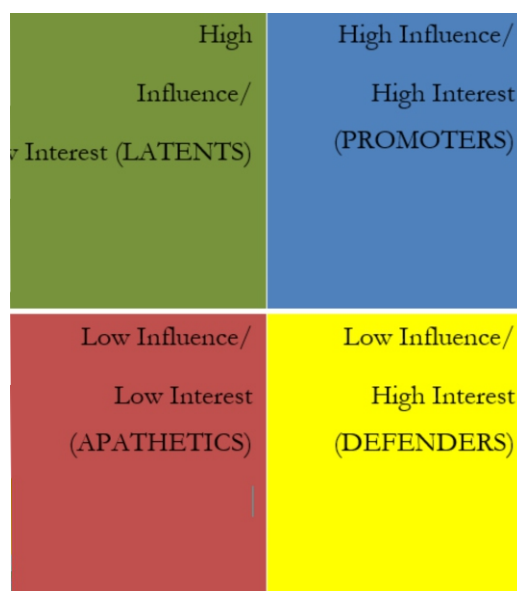 High
Influence/
Interest (LATENTS)
High Influence/
High Interest
(PROMOTERS)
Low Influence/
Low Interest
(APATHETICS)
Low Influence/
High Interest
(DEFENDERS)